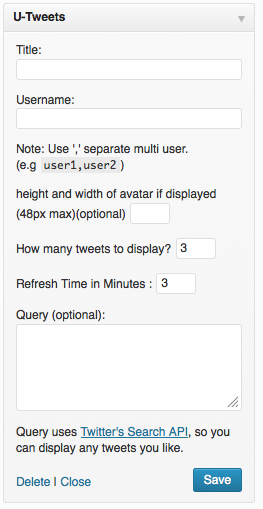 U-Tweets
Title:
Username:
Note: Use ',' separate multi user.
(e.g user1,user2 )
height and width of avatar if displayed
(48px max)(optional)
How many tweets to display? 3
Refresh Time in Minutes : 3
Query (optional):
Query uses Twitter's Search API, so you
can display any tweets you like.
Delete | Close Save